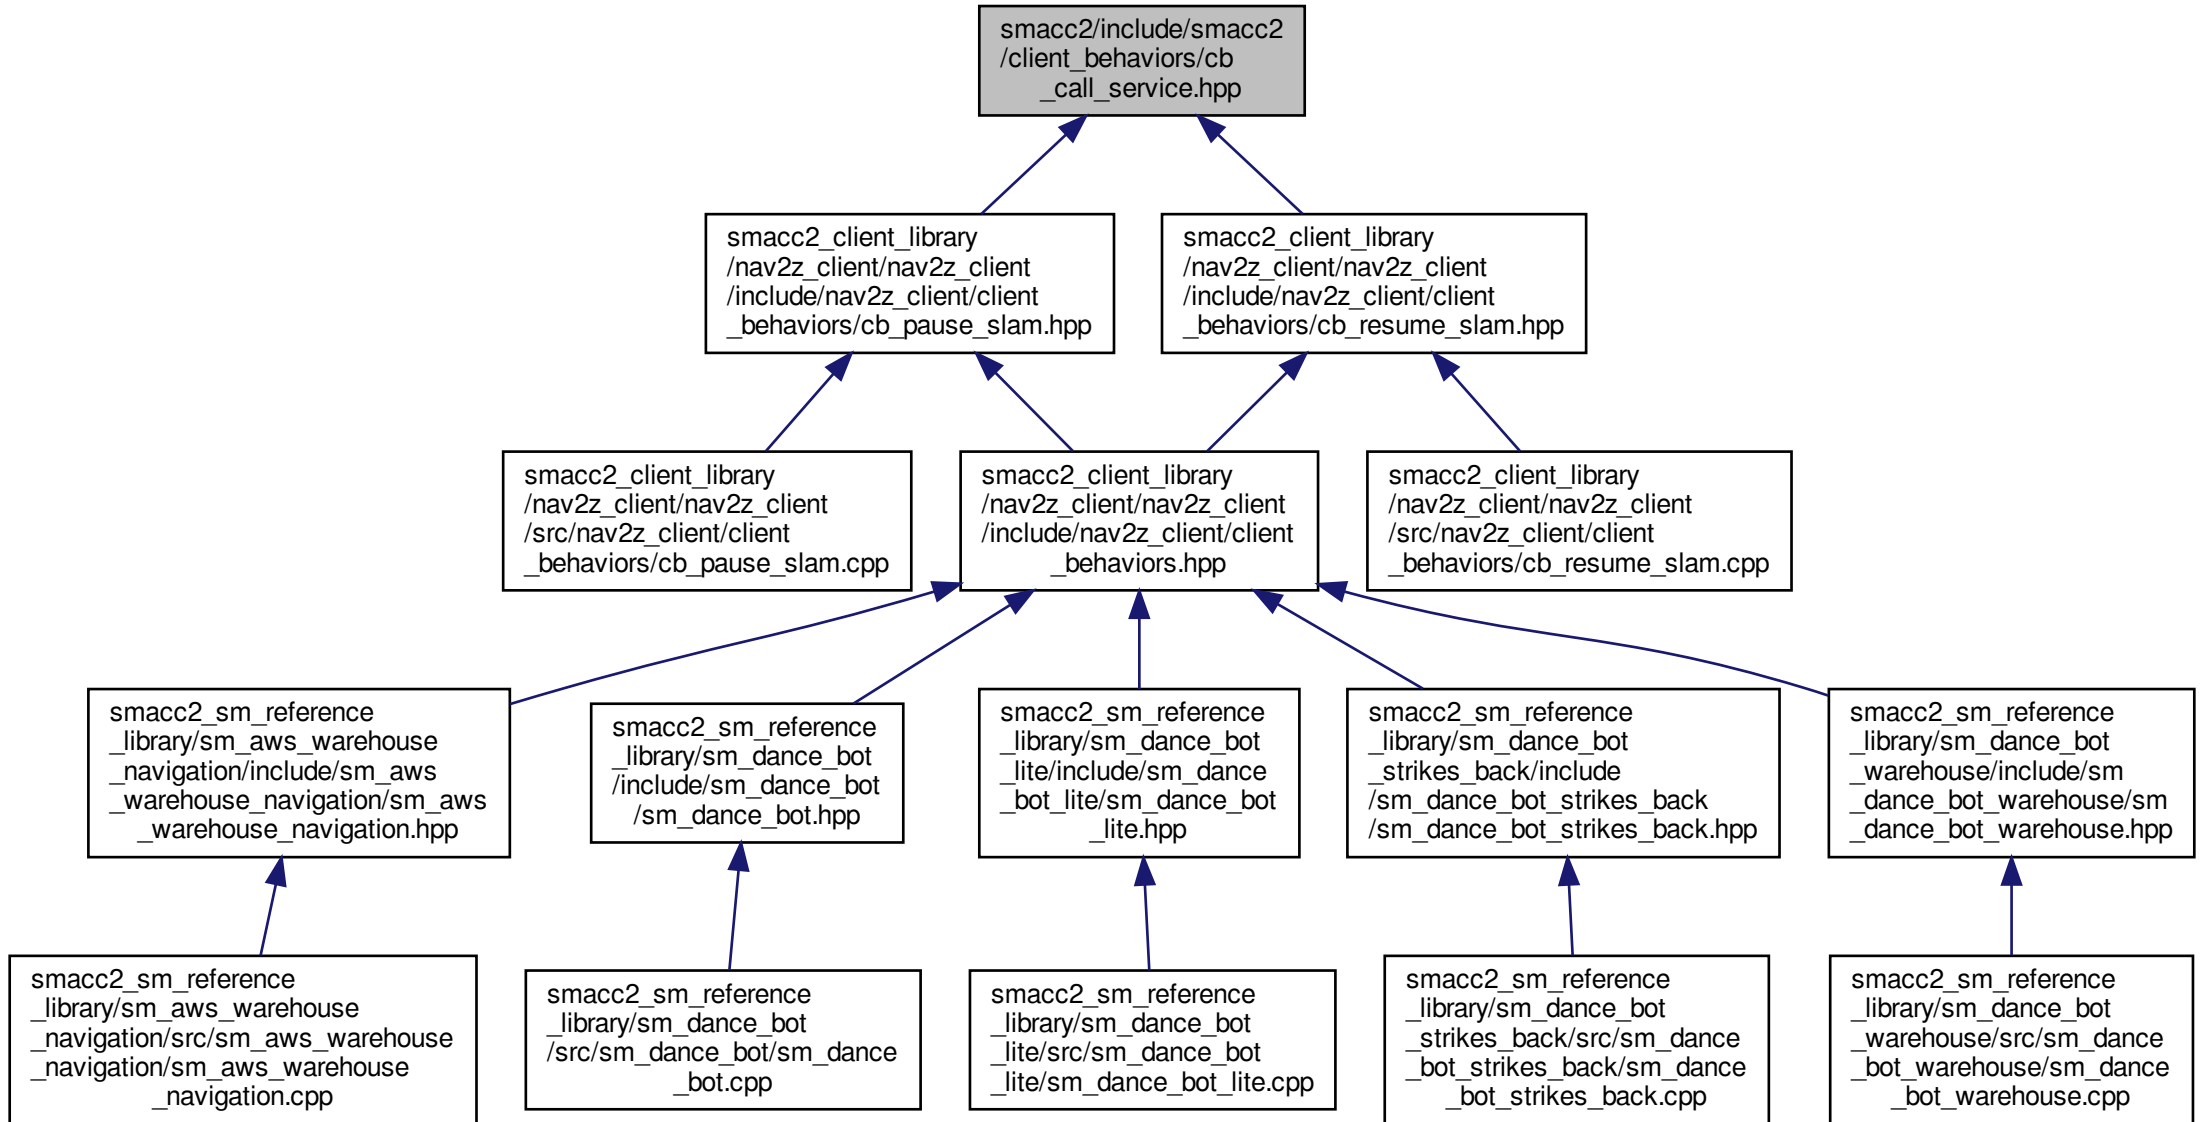 smacc2/include/smacc2
/client_behaviors/cb
_call_service.hpp
smacc2_client_library
/nav2z_client/nav2z_client
/include/nav2z_client/client
_behaviors/cb_pause_slam.hpp
smacc2_client_library
/nav2z_client/nav2z_client
/include/nav2z_client/client
_behaviors/cb_resume_slam.hpp
smacc2_client_library
/nav2z_client/nav2z_client
/src/nav2z_client/client
_behaviors/cb_pause_slam.cpp
smacc2_client_library
/nav2z_client/nav2z_client
/include/nav2z_client/client
_behaviors.hpp
smacc2_client_library
/nav2z_client/nav2z_client
/src/nav2z_client/client
_behaviors/cb_resume_slam.cpp
smacc2_sm_reference
_library/sm_aws_warehouse
_navigation/include/sm_aws
_warehouse_navigation/sm_aws
_warehouse_navigation.hpp
smacc2_sm_reference
_library/sm_dance_bot
/include/sm_dance_bot
/sm_dance_bot.hpp
smacc2_sm_reference
_library/sm_dance_bot
_lite/include/sm_dance
_bot_lite/sm_dance_bot
_lite.hpp
smacc2_sm_reference
_library/sm_dance_bot
_strikes_back/include
/sm_dance_bot_strikes_back
/sm_dance_bot_strikes_back.hpp
smacc2_sm_reference
_library/sm_dance_bot
_warehouse/include/sm
_dance_bot_warehouse/sm
_dance_bot_warehouse.hpp
smacc2_sm_reference
_library/sm_aws_warehouse
_navigation/src/sm_aws_warehouse
_navigation/sm_aws_warehouse
_navigation.cpp
smacc2_sm_reference
_library/sm_dance_bot
/src/sm_dance_bot/sm_dance
_bot.cpp
smacc2_sm_reference
_library/sm_dance_bot
_lite/src/sm_dance_bot
_lite/sm_dance_bot_lite.cpp
smacc2_sm_reference
_library/sm_dance_bot
_strikes_back/src/sm_dance
_bot_strikes_back/sm_dance
_bot_strikes_back.cpp
smacc2_sm_reference
_library/sm_dance_bot
_warehouse/src/sm_dance
_bot_warehouse/sm_dance
_bot_warehouse.cpp